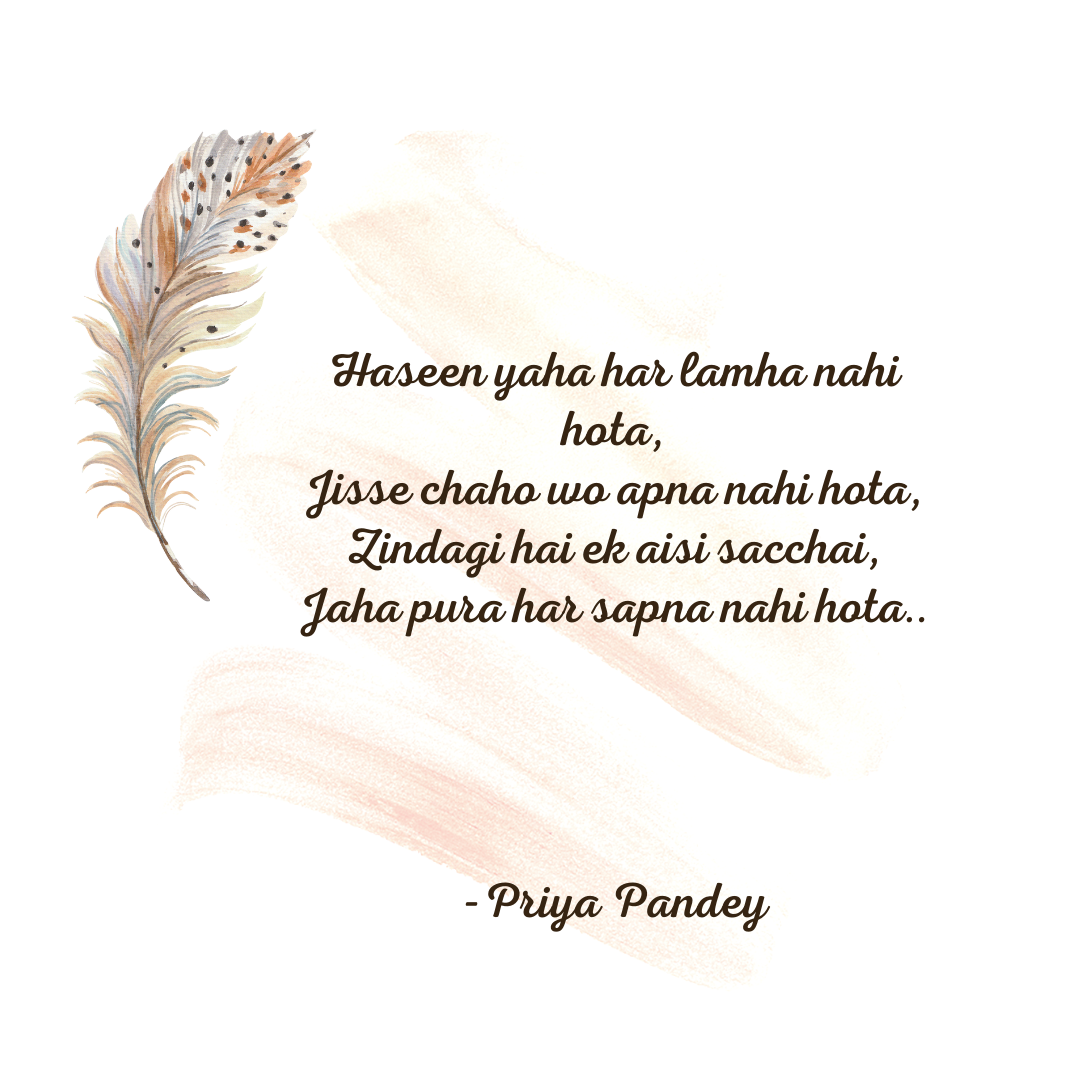 Haseen yaha har lamha nahi
hota,
Jisse chaho wo apna nahi hota,
Zindagi hai ek aisi sacchai,
Jaha pura har sapna nahi hota..
- Priya Pandey